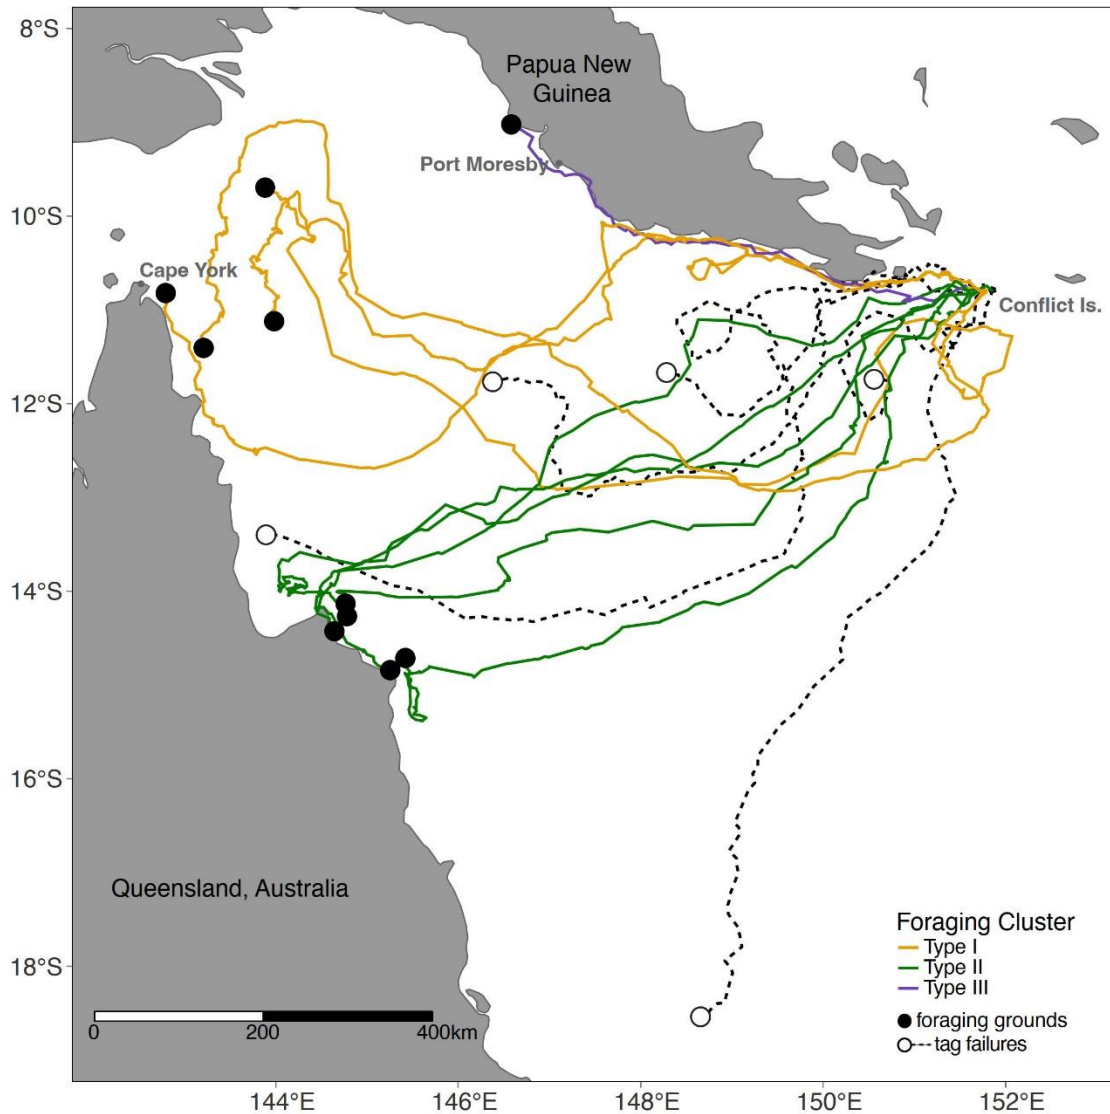 8°S
Papua New
Guinea
Port Moresby
10°S
Cape York
Conflict Is.
12°S
14°S
16°S
Queensland, Australia
18°S
Foraging Cluster
Type I
Type II
Type III
foraging grounds
tag failures
0 200 400km
144°E 146°E 148°E 150°E 152°E